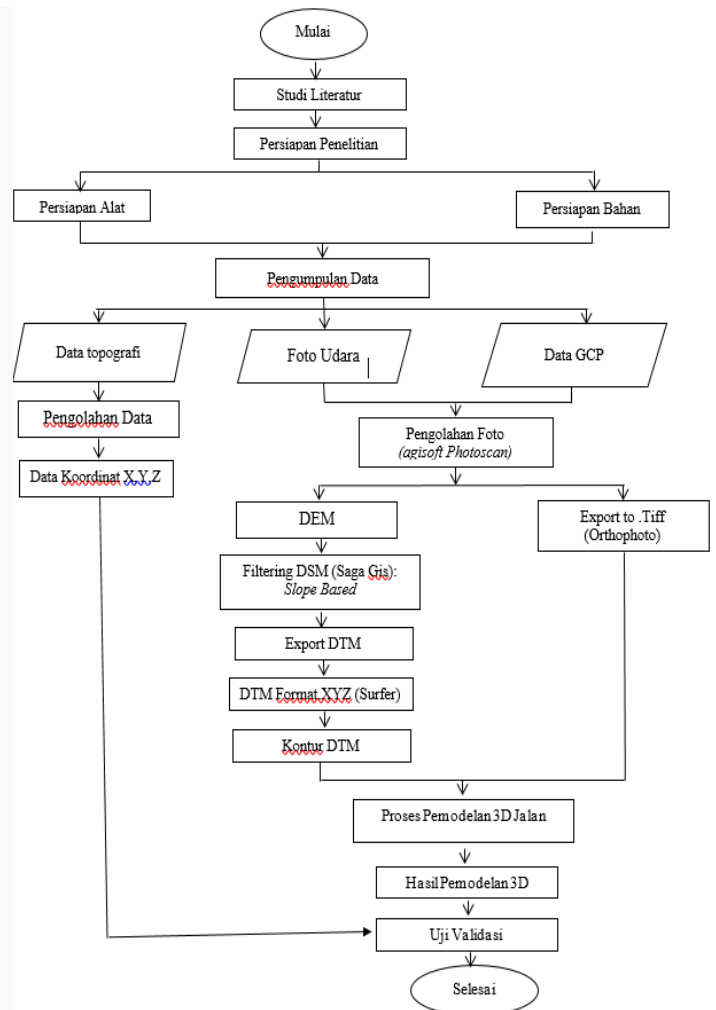 Mulai
Studi Literatur
Persiapan Penelitian
Persiapan Alat
Persiapan Bahan
Pengumpulan Data
Data topografi
Foto Udara
Data GCP
Pengolahan Data
Pengolahan Foto
(agisoft Photoscan)
Data Koordinat X,Y,Z
DEM
Export to .Tiff
(Orthophoto)
Filtering DSM (Saga Gis):
Slope Based
Export DTM
DTM Format XYZ (Surfer)
Kontur DTM
Proses Pemodelan 3D Jalan
Hasil Pemodelan 3D
Uji Validasi
Selesai